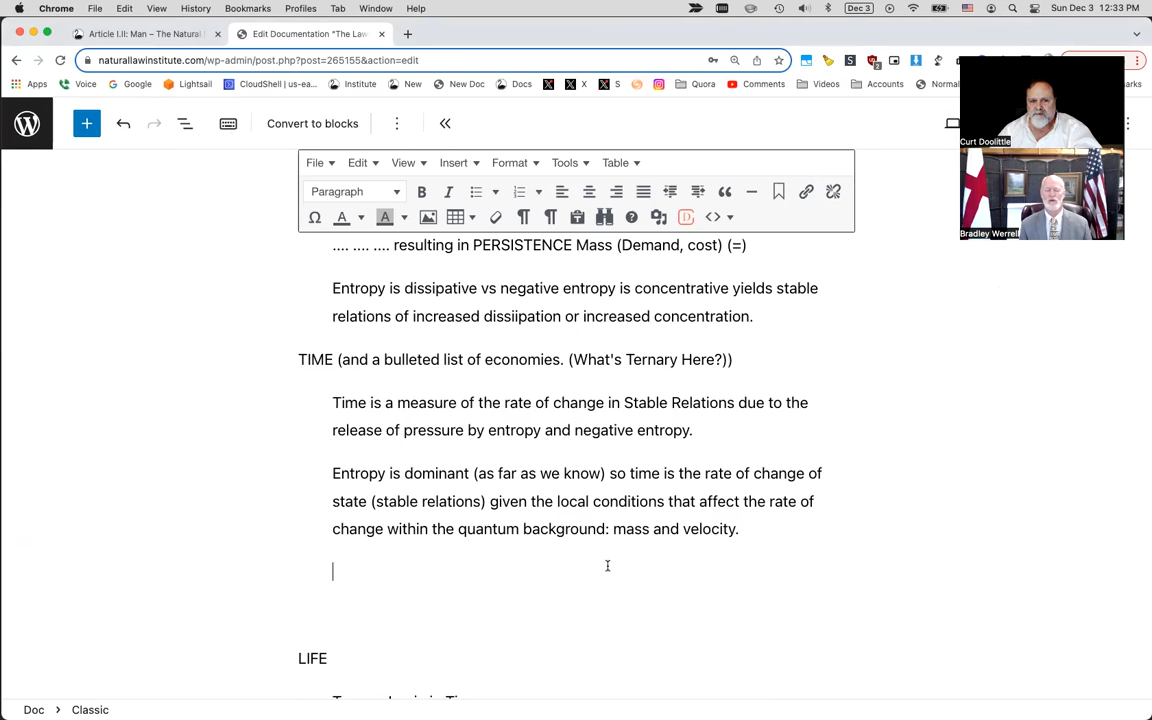 Chrome File Edit View History Bookmarks Profiles Tab Window Help Dec 3 Sun Dec 3 12:33 PM
Article I.II: Man – The Natural Edit Documentation “The Law
naturallawinstitute.com/wp-admin/post.php?post=265155&action=edit
Apps Voice Google Lightsail CloudShell | us-ea... Institute New New Doc Docs X S Quora Comments Videos Accounts Normal
Convert to blocks
Curt Doolittle
Bradley Werrell
File Edit View Insert Format Tools Table
Paragraph
.... .... .... resulting in PERSISTENCE Mass (Demand, cost) (=)
Entropy is dissipative vs negative entropy is concentrative yields stable
relations of increased dissiipation or increased concentration.
TIME (and a bulleted list of economies. (What's Ternary Here?))
Time is a measure of the rate of change in Stable Relations due to the
release of pressure by entropy and negative entropy.
Entropy is dominant (as far as we know) so time is the rate of change of
state (stable relations) given the local conditions that affect the rate of
change within the quantum background: mass and velocity.
LIFE
Doc Classic